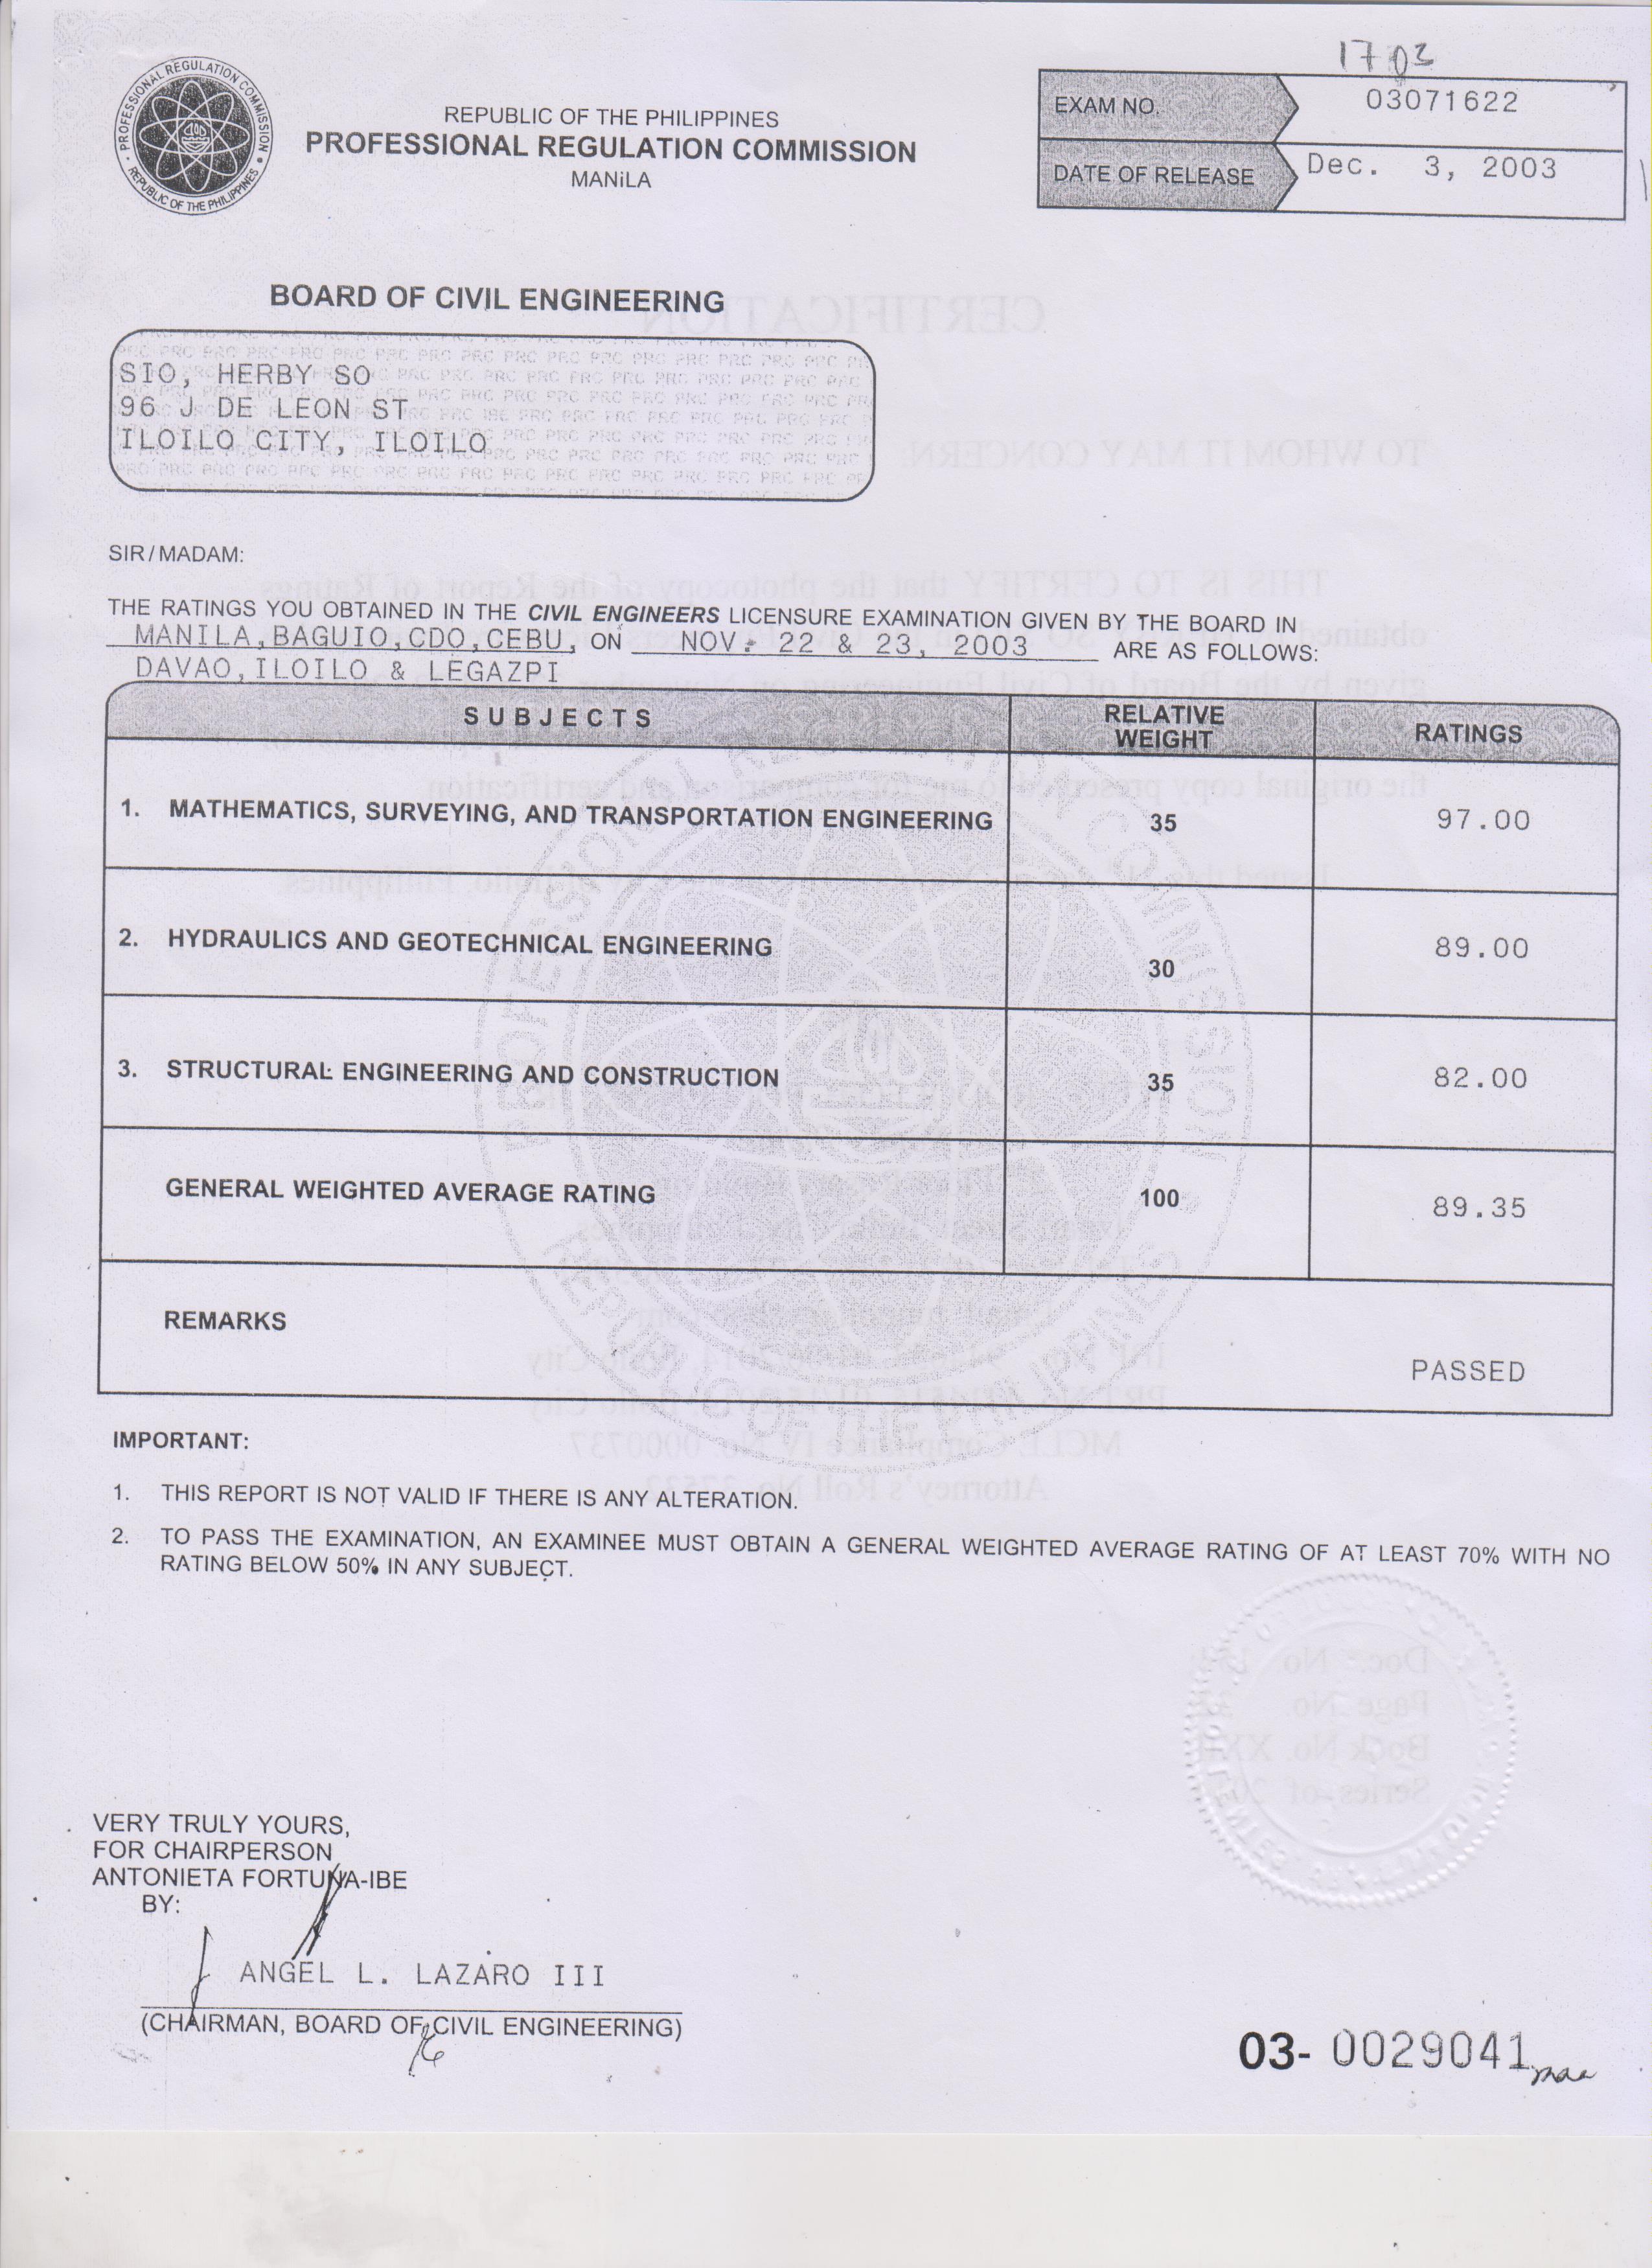 1703
PROFESSIONAL REGULATION COMMISSION
REPUBLIC OF THE PHILIPPINES
REPUBLIC OF THE PHILIPPINES
PROFESSIONAL REGULATION COMMISSION
MANiLA
EXAM NO. 03071622
DATE OF RELEASE Dec. 3, 2003
BOARD OF CIVIL ENGINEERING
SIO, HERBY SO
96 J DE LEON ST
ILOILO CITY, ILOILO
SIR/MADAM:
THE RATINGS YOU OBTAINED IN THE CIVIL ENGINEERS LICENSURE EXAMINATION GIVEN BY THE BOARD IN
MANILA,BAGUIO,CDO,CEBU, ON NOV. 22 & 23, 2003 ARE AS FOLLOWS:
DAVAO,ILOILO & LEGAZPI
SUBJECTS RELATIVE WEIGHT RATINGS
1. MATHEMATICS, SURVEYING, AND TRANSPORTATION ENGINEERING 35 97.00
2. HYDRAULICS AND GEOTECHNICAL ENGINEERING 30 89.00
3. STRUCTURAL ENGINEERING AND CONSTRUCTION 35 82.00
GENERAL WEIGHTED AVERAGE RATING 100 89.35
REMARKS PASSED
IMPORTANT:
1. THIS REPORT IS NOT VALID IF THERE IS ANY ALTERATION.
2. TO PASS THE EXAMINATION, AN EXAMINEE MUST OBTAIN A GENERAL WEIGHTED AVERAGE RATING OF AT LEAST 70% WITH NO
RATING BELOW 50% IN ANY SUBJECT.
VERY TRULY YOURS,
FOR CHAIRPERSON
ANTONIETA FORTUNA-IBE
BY:
ANGEL L. LAZARO III
(CHAIRMAN, BOARD OF CIVIL ENGINEERING)
03- 0029041